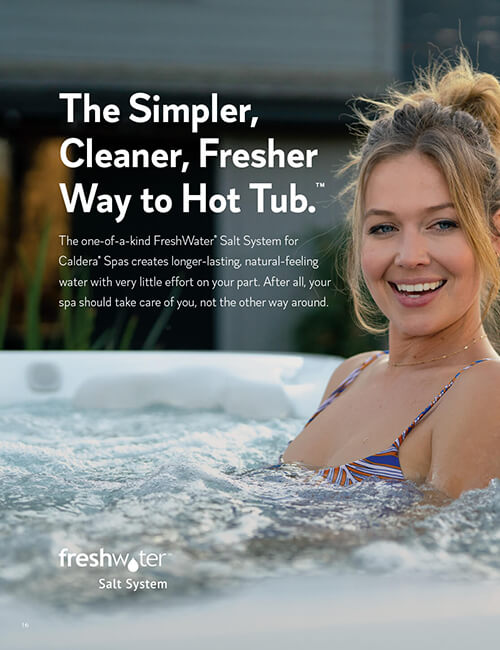 The Simpler,
Cleaner, Fresher
Way to Hot Tub.™
The one-of-a-kind FreshWater® Salt System for
Caldera® Spas creates longer-lasting, natural-feeling
water with very little effort on your part. After all, your
spa should take care of you, not the other way around.
freshwater™
Salt System
16